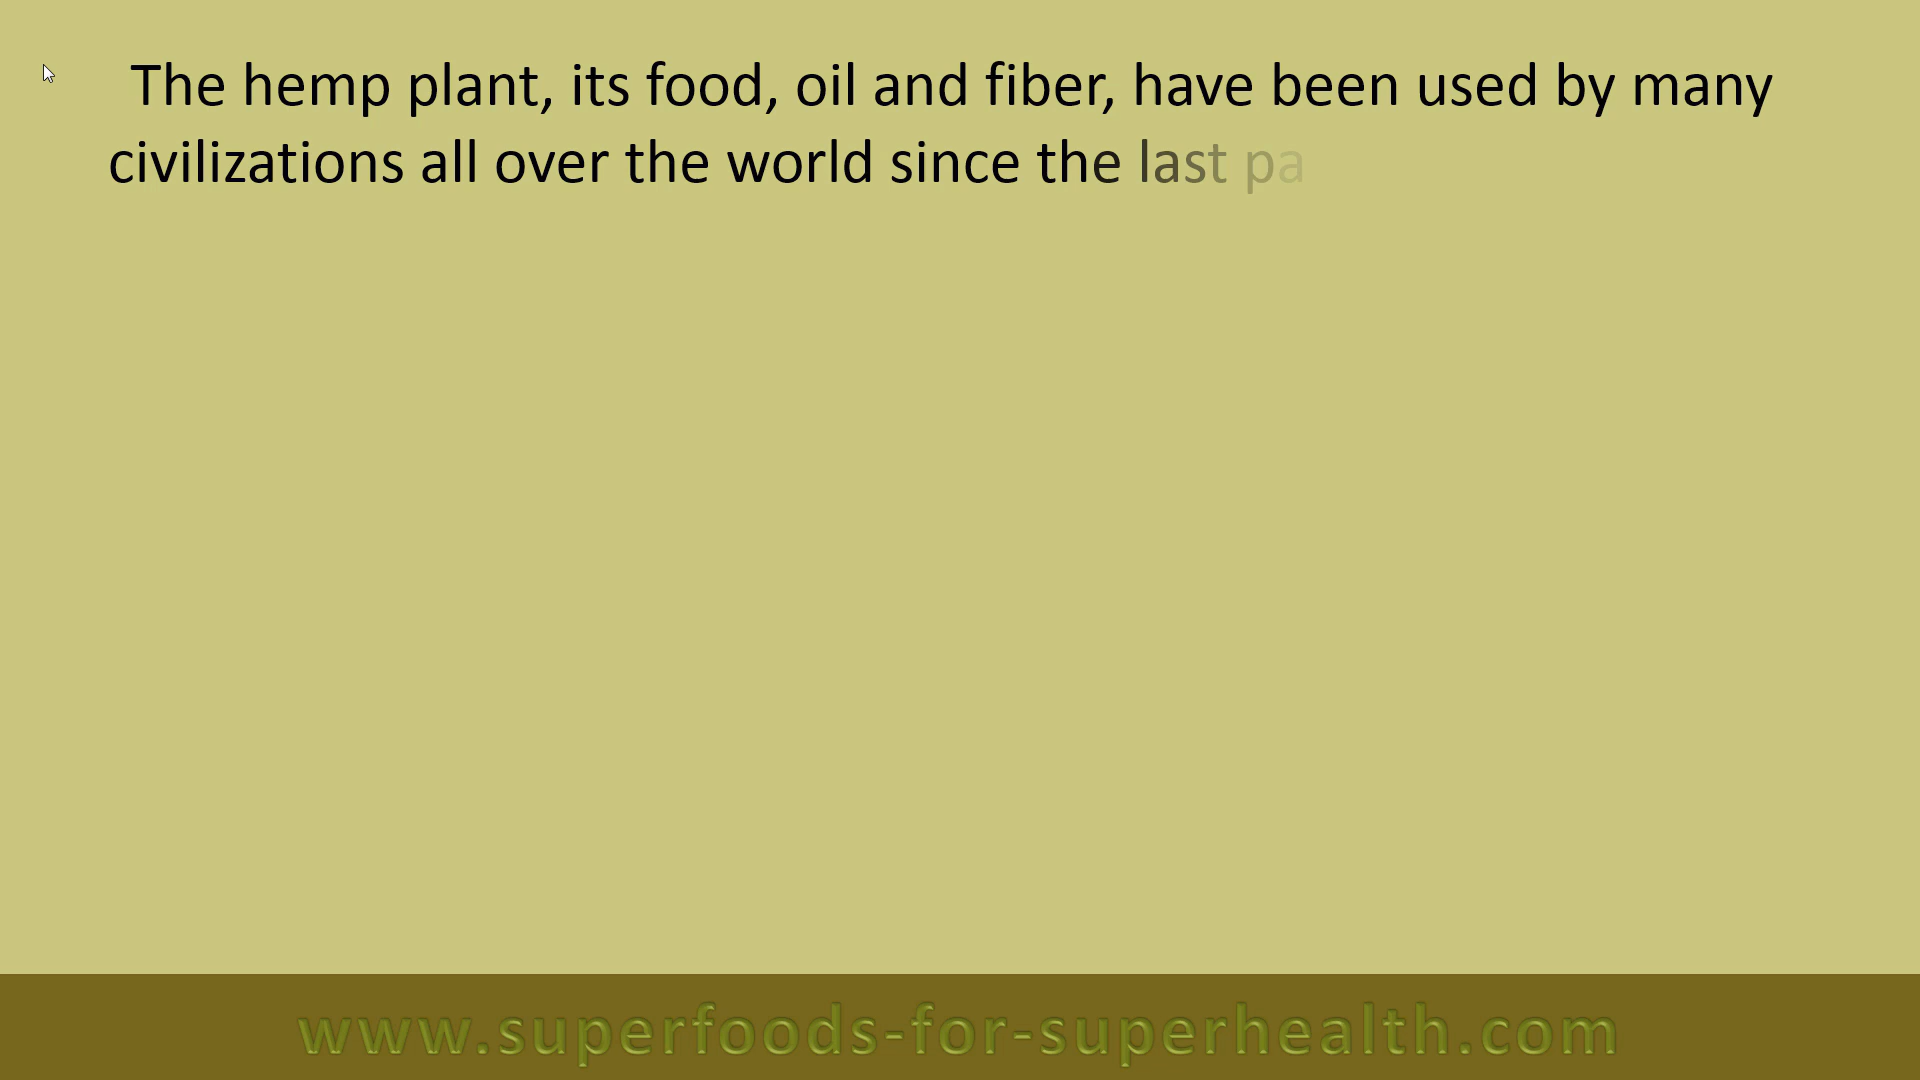 The hemp plant, its food, oil and fiber, have been used by many
civilizations all over the world since the last pa
www.superfoods-for-superhealth.com